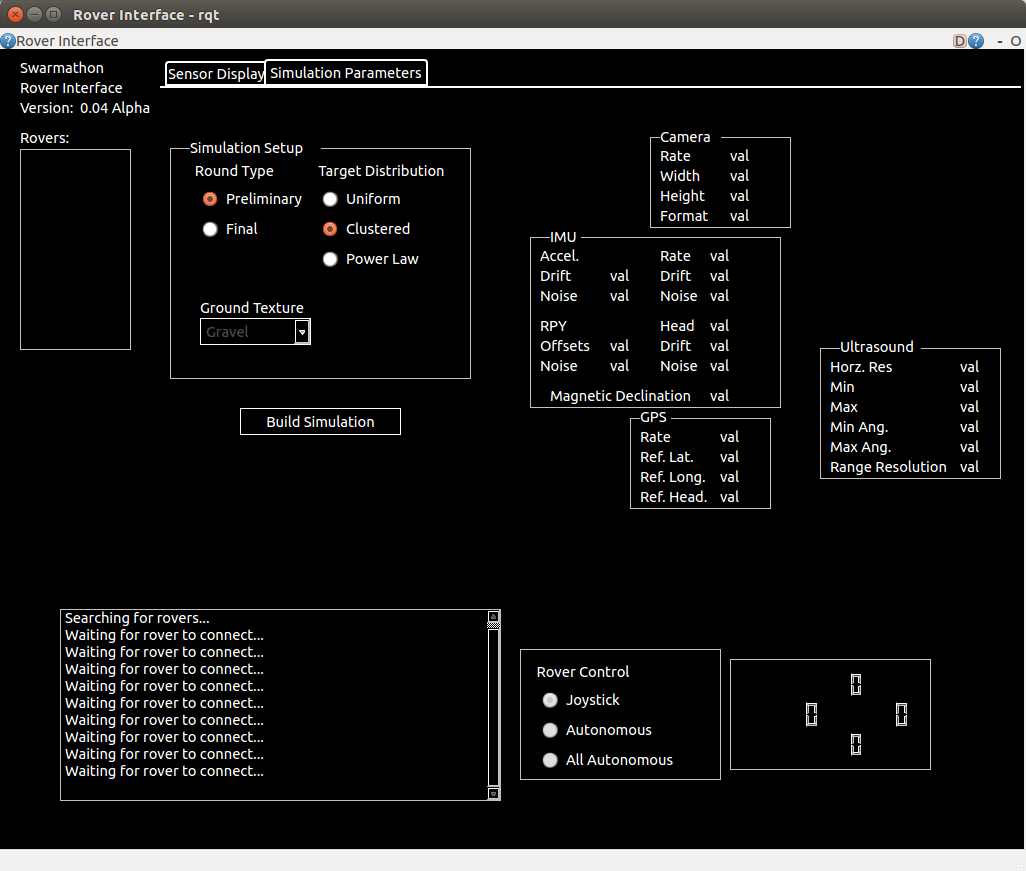 Rover Interface - rqt
Rover Interface
D ? - O
Swarmathon
Rover Interface
Version: 0.04 Alpha
Rovers:
Sensor Display
Simulation Parameters
Simulation Setup
Round Type
Target Distribution
Preliminary
Uniform
Final
Clustered
Power Law
Ground Texture
Gravel
Build Simulation
Camera
Rate val
Width val
Height val
Format val
IMU
Accel. Rate val
Drift val Drift val
Noise val Noise val
RPY Head val
Offsets val Drift val
Noise val Noise val
Magnetic Declination val
GPS
Rate val
Ref. Lat. val
Ref. Long. val
Ref. Head. val
Ultrasound
Horz. Res val
Min val
Max val
Min Ang. val
Max Ang. val
Range Resolution val
Searching for rovers...
Waiting for rover to connect...
Waiting for rover to connect...
Waiting for rover to connect...
Waiting for rover to connect...
Waiting for rover to connect...
Waiting for rover to connect...
Waiting for rover to connect...
Waiting for rover to connect...
Waiting for rover to connect...
Rover Control
Joystick
Autonomous
All Autonomous
0
0 0
0